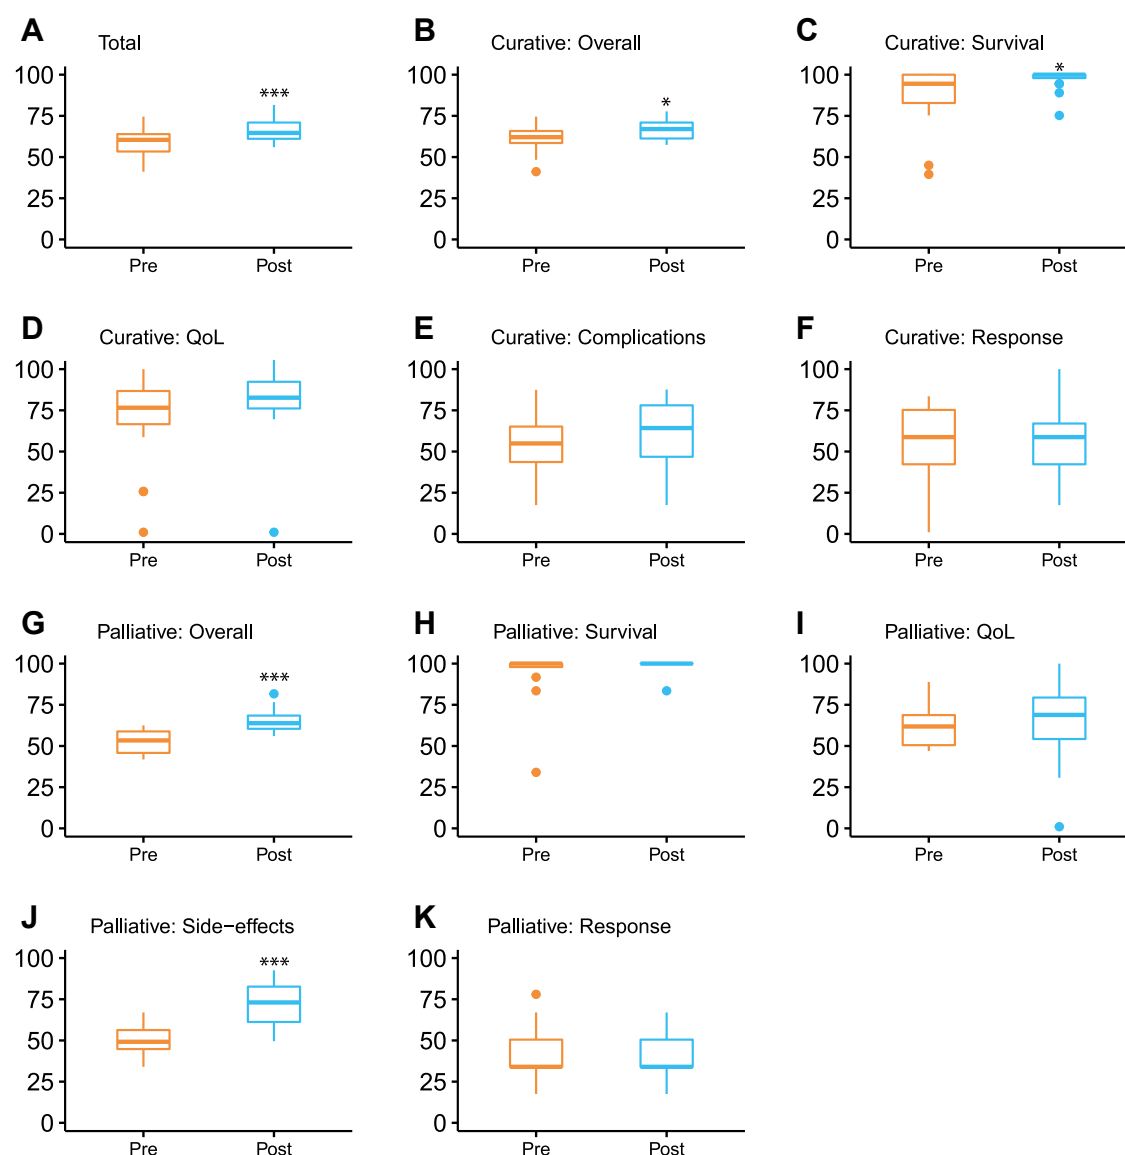 A Total
B Curative: Overall
C Curative: Survival
100 75 50 25 0
***
Pre Post
100 75 50 25 0
*
Pre Post
100 75 50 25 0
*
Pre Post
D Curative: QoL
E Curative: Complications
F Curative: Response
100 75 50 25 0
Pre Post
100 75 50 25 0
Pre Post
100 75 50 25 0
Pre Post
G Palliative: Overall
H Palliative: Survival
I Palliative: QoL
100 75 50 25 0
***
Pre Post
100 75 50 25 0
Pre Post
100 75 50 25 0
Pre Post
J Palliative: Side−effects
K Palliative: Response
100 75 50 25 0
***
Pre Post
100 75 50 25 0
Pre Post